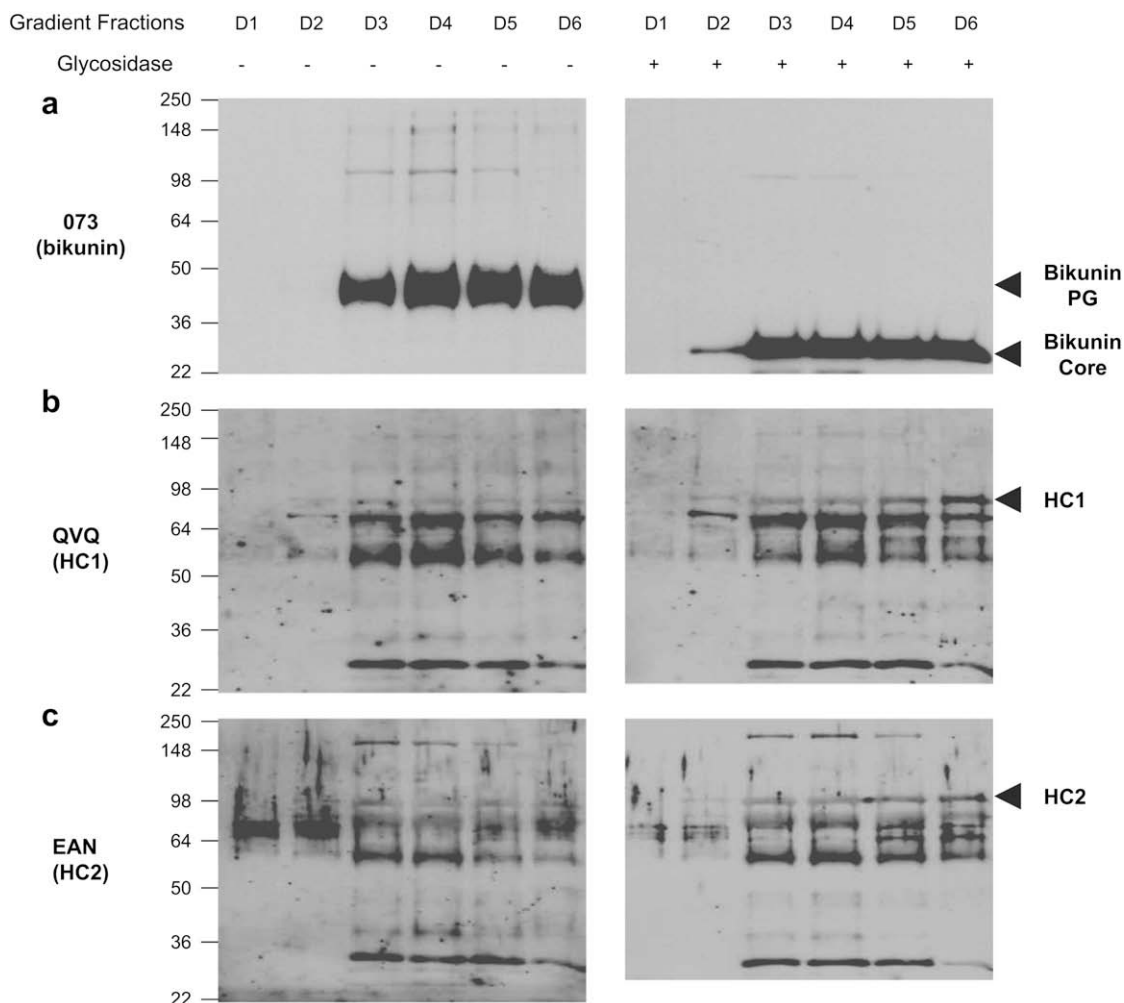 Gradient Fractions D1 D2 D3 D4 D5 D6 D1 D2 D3 D4 D5 D6
Glycosidase - - - - - - + + + + + +
a
250
148
98
64
50
36
22
073
(bikunin)
Bikunin
PG
Bikunin
Core
b
250
148
98
64
50
36
22
QVQ
(HC1)
HC1
c
250
148
98
64
50
36
22
EAN
(HC2)
HC2